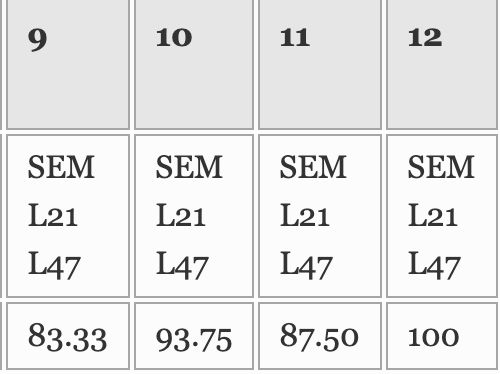 9 10 11 12
SEM SEM SEM SEM
L21 L21 L21 L21
L47 L47 L47 L47
83.33 93.75 87.50 100